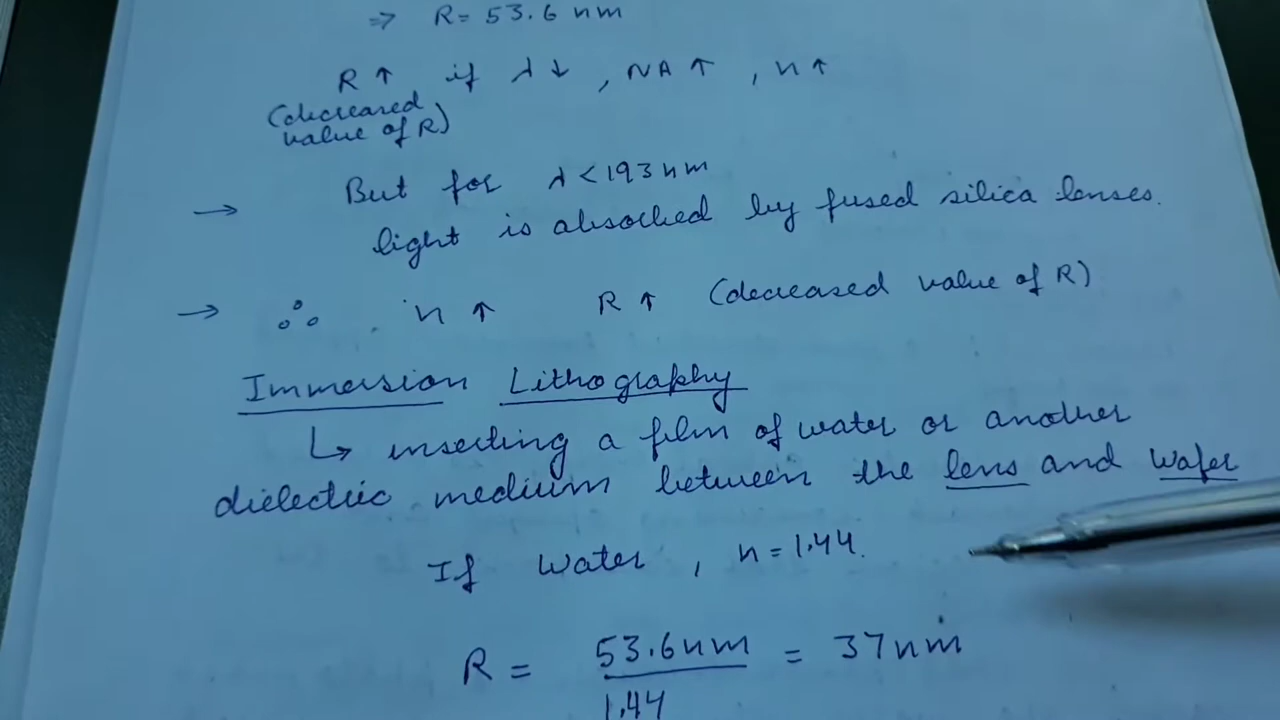 ⇒ R = 53.6 nm
R ↑ if λ ↓ , NA ↑ , n ↑
(decreased
value of R)
→ But for λ < 193 nm
light is absorbed by fused silica lenses.
→ ∴ n ↑ R ↑ (decreased value of R)
Immersion Lithography
↳ inserting a film of water or another
dielectric medium between the lens and wafer
If Water , n = 1.44.
R = 53.6 nm / 1.44 = 37 nm